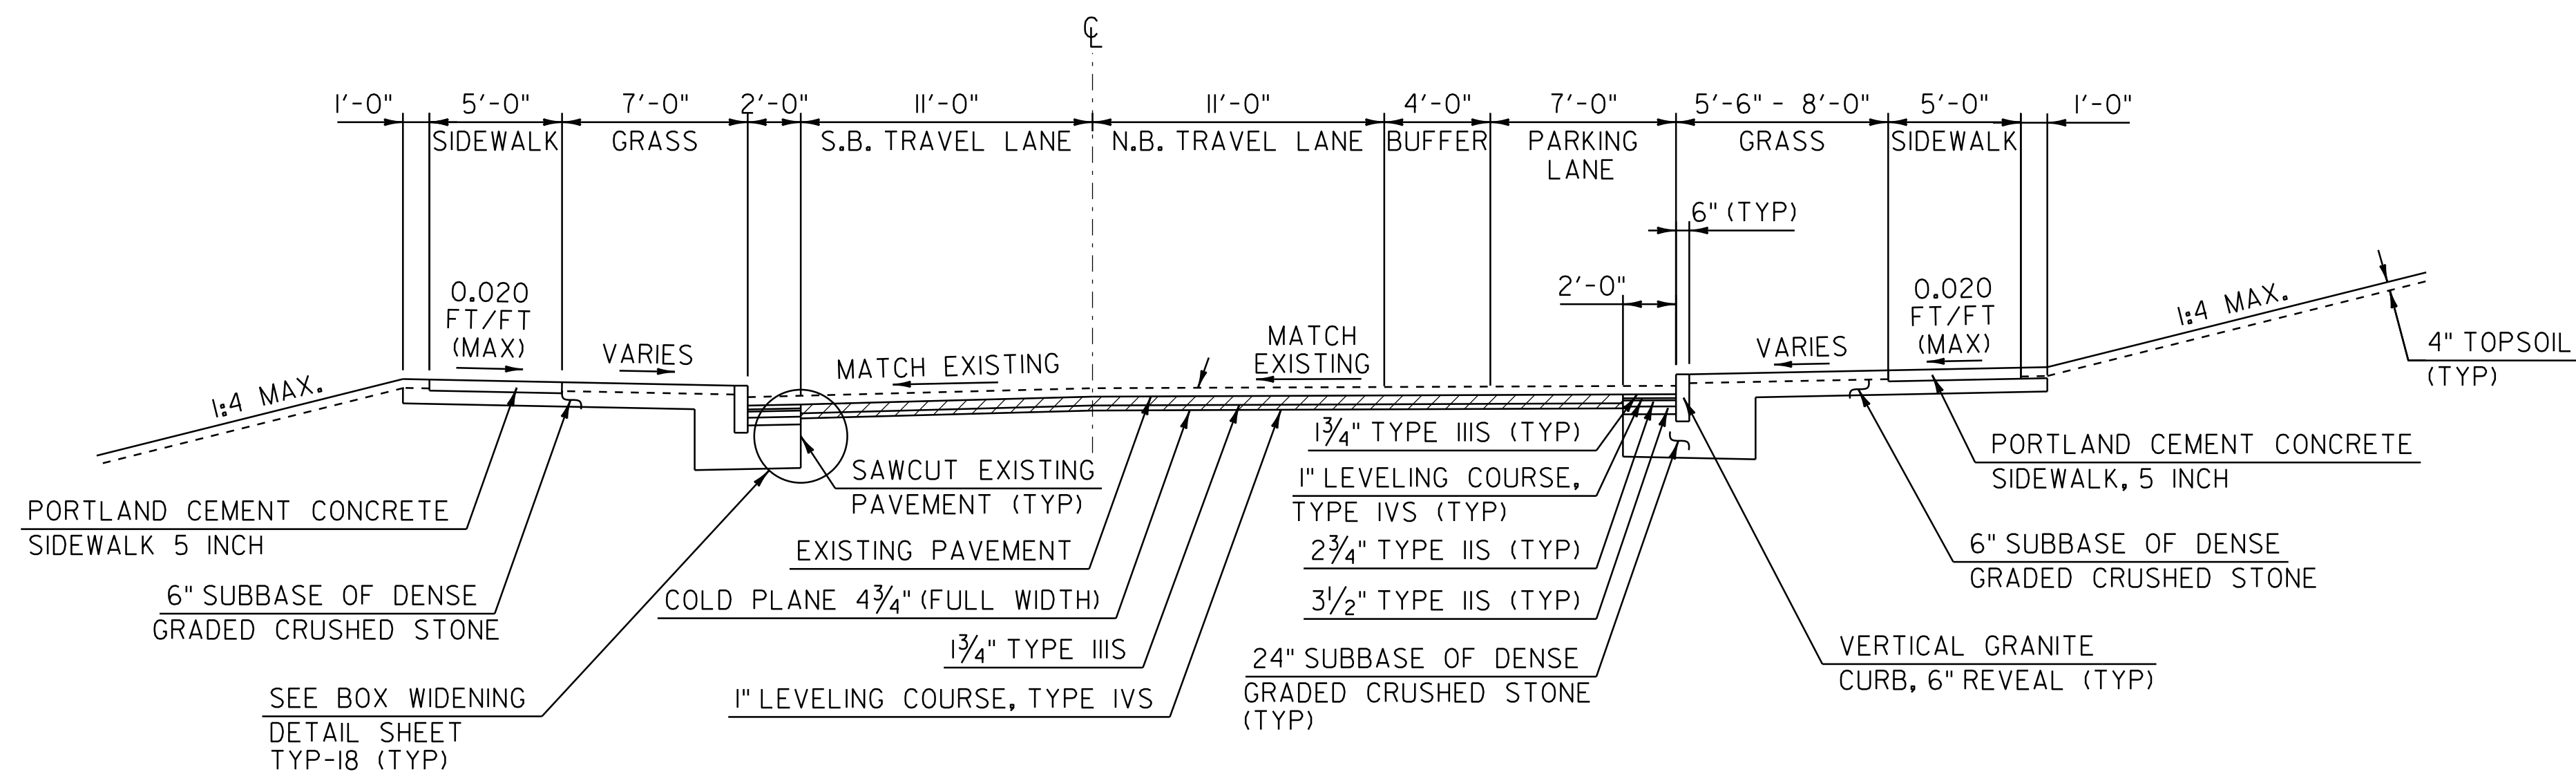 ℄
1'-0" 5'-0" 7'-0" 2'-0" 11'-0" 11'-0" 4'-0" 7'-0" 5'-6" - 8'-0" 5'-0" 1'-0"
SIDEWALK GRASS S.B. TRAVEL LANE N.B. TRAVEL LANE BUFFER PARKING GRASS SIDEWALK
LANE
6" (TYP)
2'-0"
0.020
FT/FT
(MAX)
VARIES
MATCH EXISTING
MATCH
EXISTING
VARIES
0.020
FT/FT
(MAX)
1:4 MAX.
1:4 MAX.
4" TOPSOIL
(TYP)
PORTLAND CEMENT CONCRETE
SIDEWALK 5 INCH
6" SUBBASE OF DENSE
GRADED CRUSHED STONE
SEE BOX WIDENING
DETAIL SHEET
TYP-18 (TYP)
SAWCUT EXISTING
PAVEMENT (TYP)
EXISTING PAVEMENT
COLD PLANE 4¾" (FULL WIDTH)
1¾" TYPE IIIS
1" LEVELING COURSE, TYPE IVS
1¾" TYPE IIIS (TYP)
1" LEVELING COURSE,
TYPE IVS (TYP)
2¾" TYPE IIS (TYP)
3½" TYPE IIS (TYP)
24" SUBBASE OF DENSE
GRADED CRUSHED STONE
(TYP)
PORTLAND CEMENT CONCRETE
SIDEWALK, 5 INCH
6" SUBBASE OF DENSE
GRADED CRUSHED STONE
VERTICAL GRANITE
CURB, 6" REVEAL (TYP)